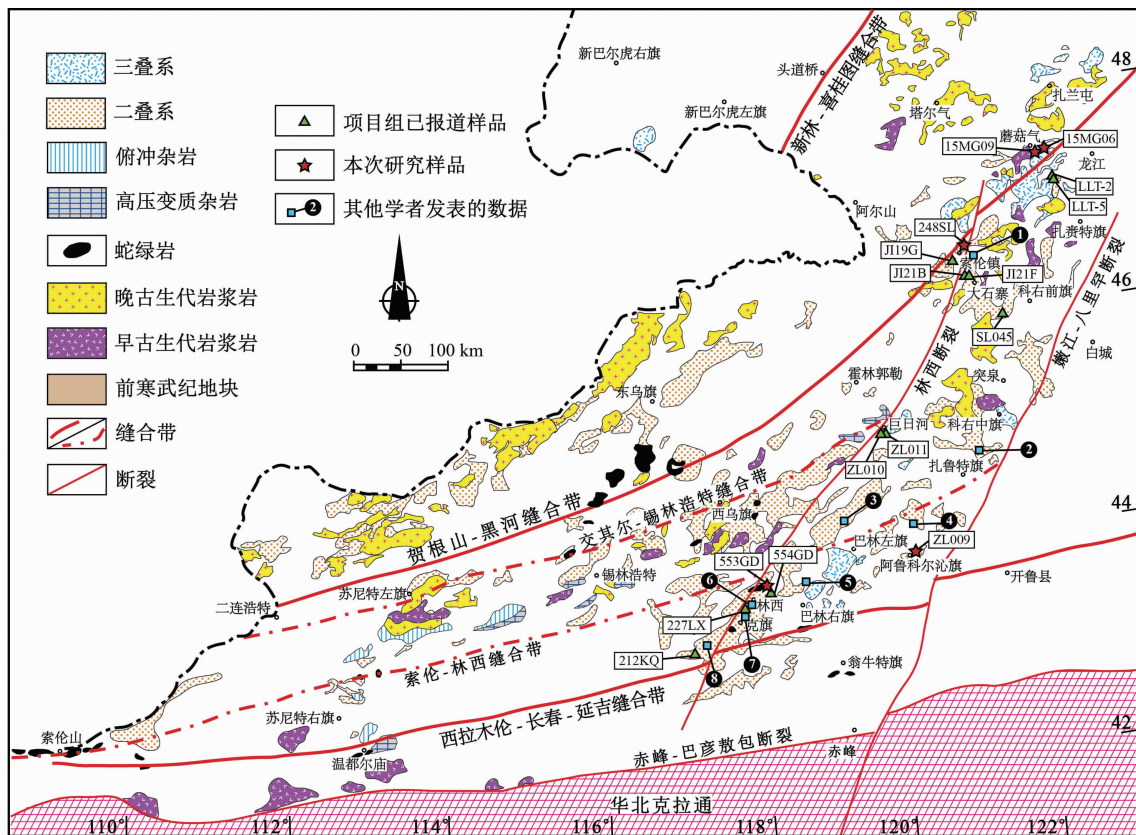 三叠系
二叠系
俯冲杂岩
高压变质杂岩
蛇绿岩
晚古生代岩浆岩
早古生代岩浆岩
前寒武纪地块
缝合带
断裂
项目组已报道样品
本次研究样品
❷
其他学者发表的数据
N
0 50 100 km
新巴尔虎右旗
新巴尔虎左旗
头道桥
新林-喜桂图缝合带
塔尔气
扎兰屯
48
蘑菇气
15MG09
15MG06
龙江
LLT-2
LLT-5
扎赉特旗
阿尔山
248SL
❶
JI19G
索伦镇
JI21B
JI21F
大石寨
科右前旗
46
SL045
白城
嫩江-八里罕断裂
林西断裂
霍林郭勒
突泉
东乌旗
巨日河
科右中旗
ZL011
ZL010
❷
扎鲁特旗
44
贺根山-黑河缝合带
交其尔-锡林浩特缝合带
西乌旗
❸
❹
巴林左旗
ZL009
阿鲁科尔沁旗
553GD
554GD
锡林浩特
❻
❺
开鲁县
苏尼特左旗
二连浩特
林西
巴林右旗
227LX
克旗
索伦-林西缝合带
212KQ
❽
❼
翁牛特旗
西拉木伦-长春-延吉缝合带
42
苏尼特右旗
索伦山
温都尔庙
赤峰-巴彦敖包断裂
赤峰
华北克拉通
110°
112°
114°
116°
118°
120°
122°